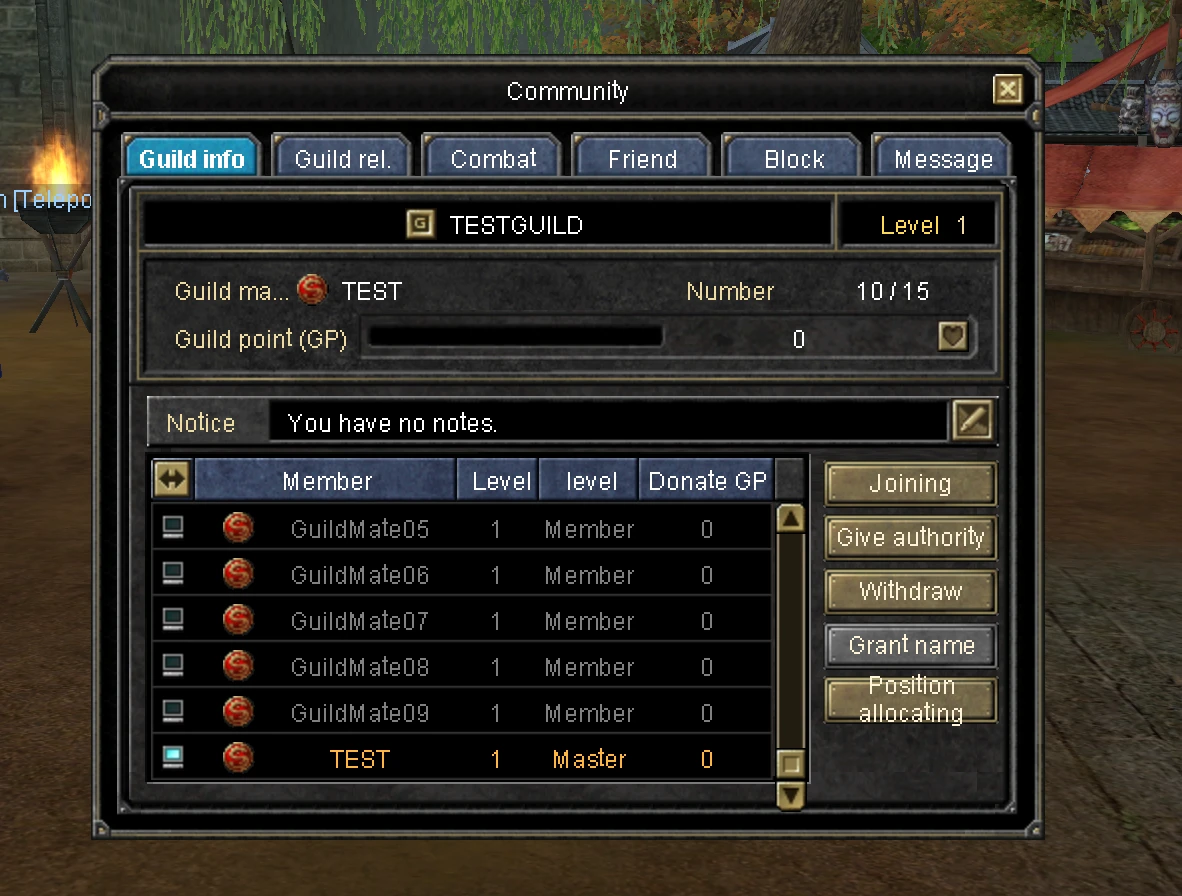 Community
Guild info Guild rel. Combat Friend Block Message
[Telepo
G TESTGUILD Level 1
Guild ma... TEST Number 10/15
Guild point (GP) 0
Notice You have no notes.
Member Level level Donate GP
GuildMate05 1 Member 0
GuildMate06 1 Member 0
GuildMate07 1 Member 0
GuildMate08 1 Member 0
GuildMate09 1 Member 0
TEST 1 Master 0
Joining
Give authority
Withdraw
Grant name
Position
allocating